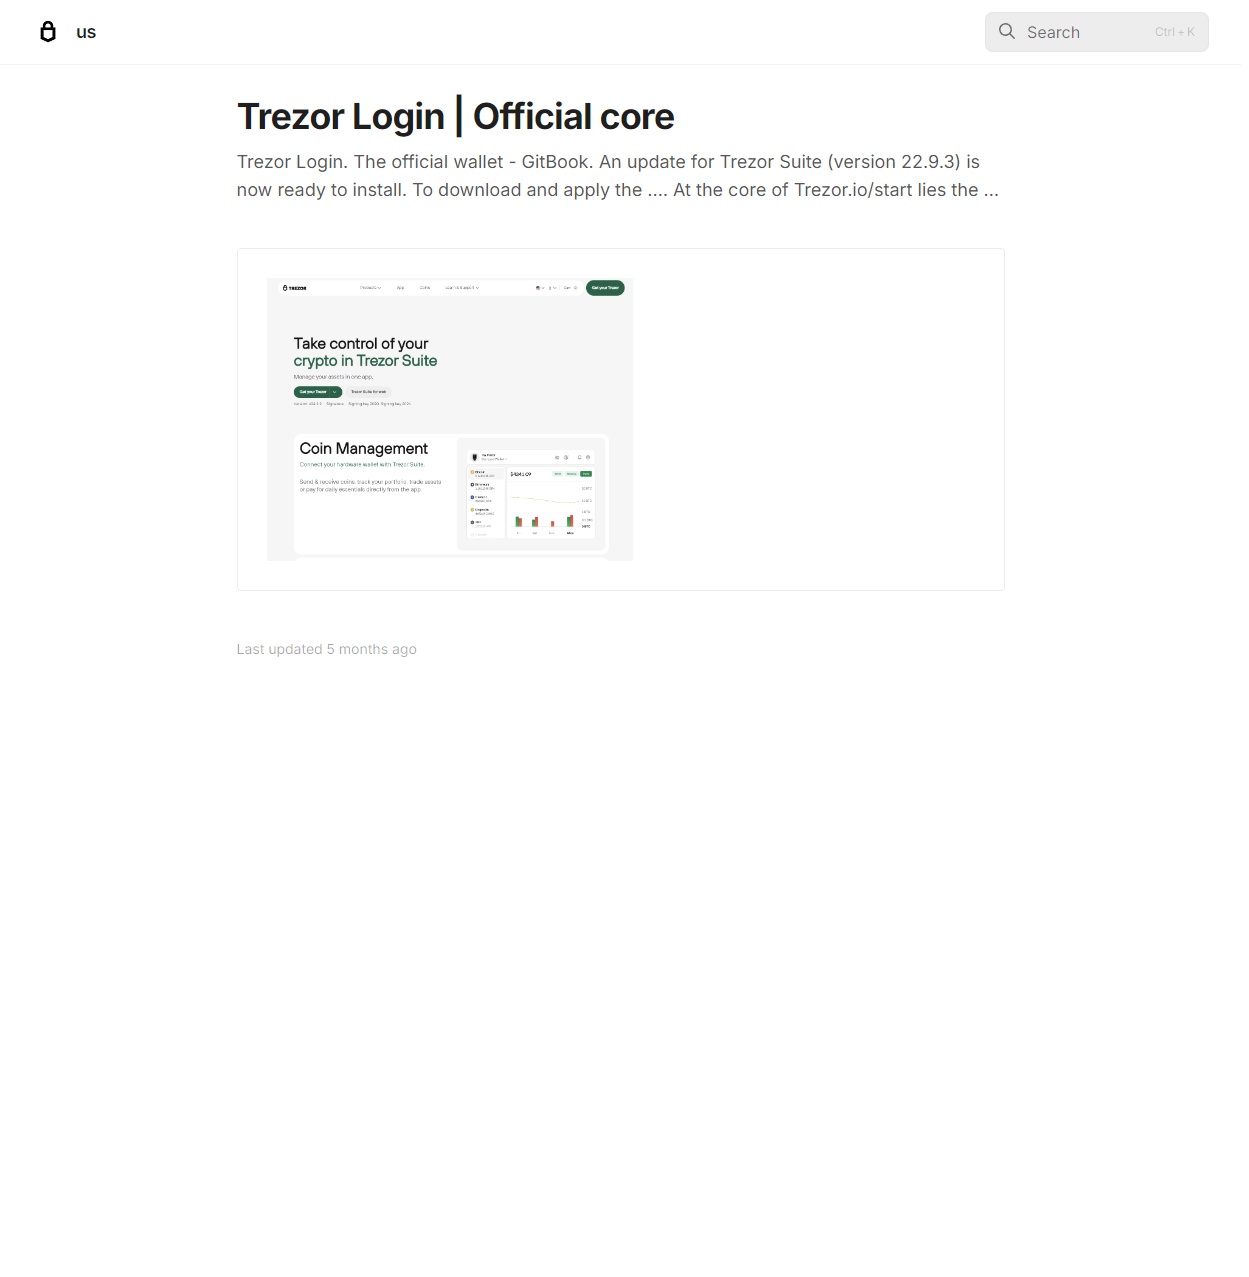 us
Search
Ctrl + K
Trezor Login | Official core
Trezor Login. The official wallet - GitBook. An update for Trezor Suite (version 22.9.3) is
now ready to install. To download and apply the .... At the core of Trezor.io/start lies the ...
TREZOR
Products
App
Coins
Learn & Support
Get your Trezor
Take control of your
crypto in Trezor Suite
Manage your assets in one app.
Get your Trezor
Trezor Suite for web
Coin Management
Connect your hardware wallet with Trezor Suite.
Send & receive coins, track your portfolio, trade assets
or pay for daily essentials directly from the app
$4241.09
Last updated 5 months ago